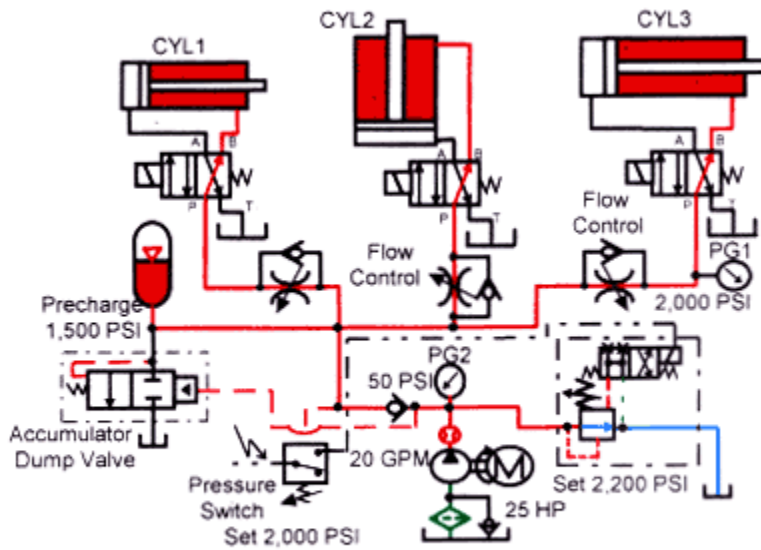 CYL1
CYL2
CYL3
A
B
A
B
A
B
P
T
P
T
P
T
Flow
Control
Flow
Control
PG1
2,000 PSI
Precharge
1,500 PSI
PG2
50 PSI
Accumulator
Dump Valve
20 GPM
M
Pressure
Switch
Set 2,000 PSI
25 HP
Set 2,200 PSI